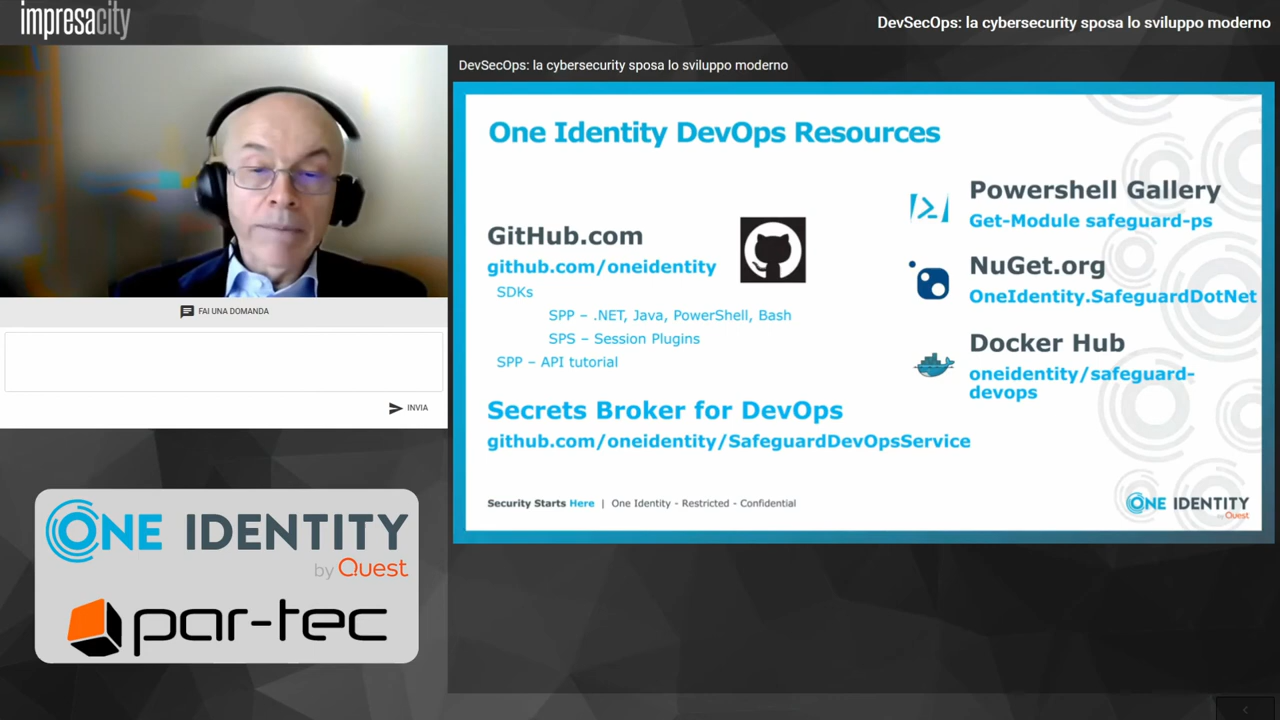 impresacity
DevSecOps: la cybersecurity sposa lo sviluppo moderno
DevSecOps: la cybersecurity sposa lo sviluppo moderno
FAI UNA DOMANDA
INVIA
ONE IDENTITY
by Quest
par-tec
One Identity DevOps Resources
GitHub.com
github.com/oneidentity
SDKs
SPP – .NET, Java, PowerShell, Bash
SPS – Session Plugins
SPP – API tutorial
Secrets Broker for DevOps
github.com/oneidentity/SafeguardDevOpsService
Powershell Gallery
Get-Module safeguard-ps
NuGet.org
OneIdentity.SafeguardDotNet
Docker Hub
oneidentity/safeguard-
devops
Security Starts Here | One Identity - Restricted - Confidential
ONE IDENTITY
by Quest